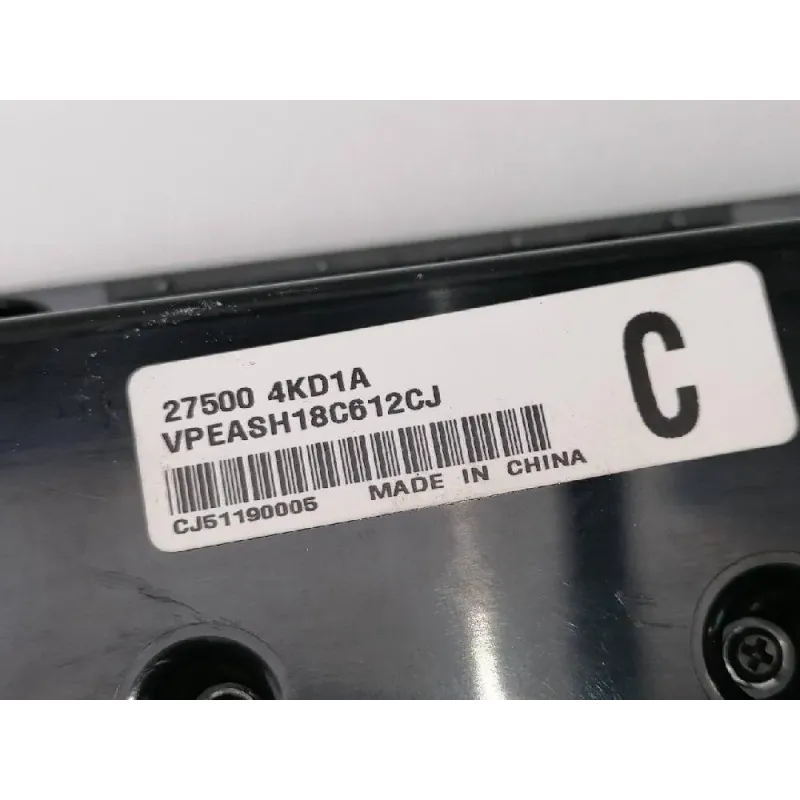 27500 4KD1A
VPEASH18C612CJ
C
CJ51190005 MADE IN CHINA